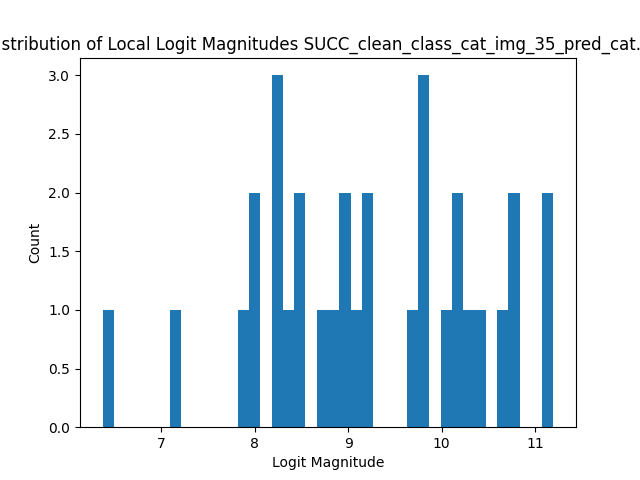 stribution of Local Logit Magnitudes SUCC_clean_class_cat_img_35_pred_cat.
3.0
2.5
2.0
1.5
1.0
0.5
0.0
Count
7 8 9 10 11
Logit Magnitude